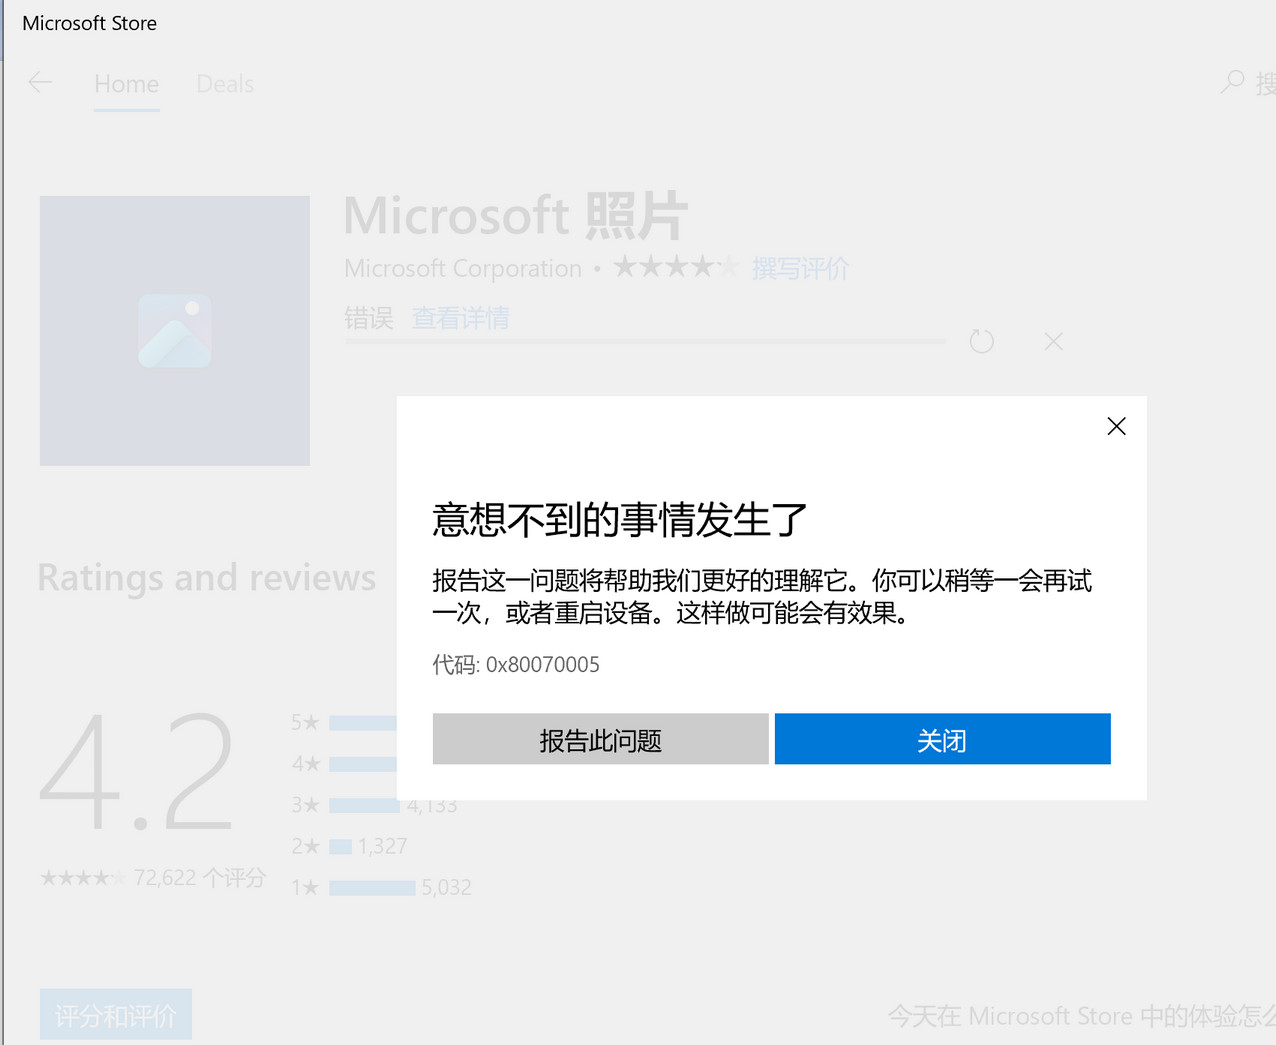 Microsoft Store
Home Deals
搜
Microsoft 照片
Microsoft Corporation • ★★★★★ 撰写评价
错误 查看详情
意想不到的事情发生了
报告这一问题将帮助我们更好的理解它。你可以稍等一会再试
一次，或者重启设备。这样做可能会有效果。
代码: 0x80070005
报告此问题 关闭
Ratings and reviews
4.2
★★★★★ 72,622 个评分
5★
4★
3★ 4,133
2★ 1,327
1★ 5,032
评分和评价
今天在 Microsoft Store 中的体验怎么